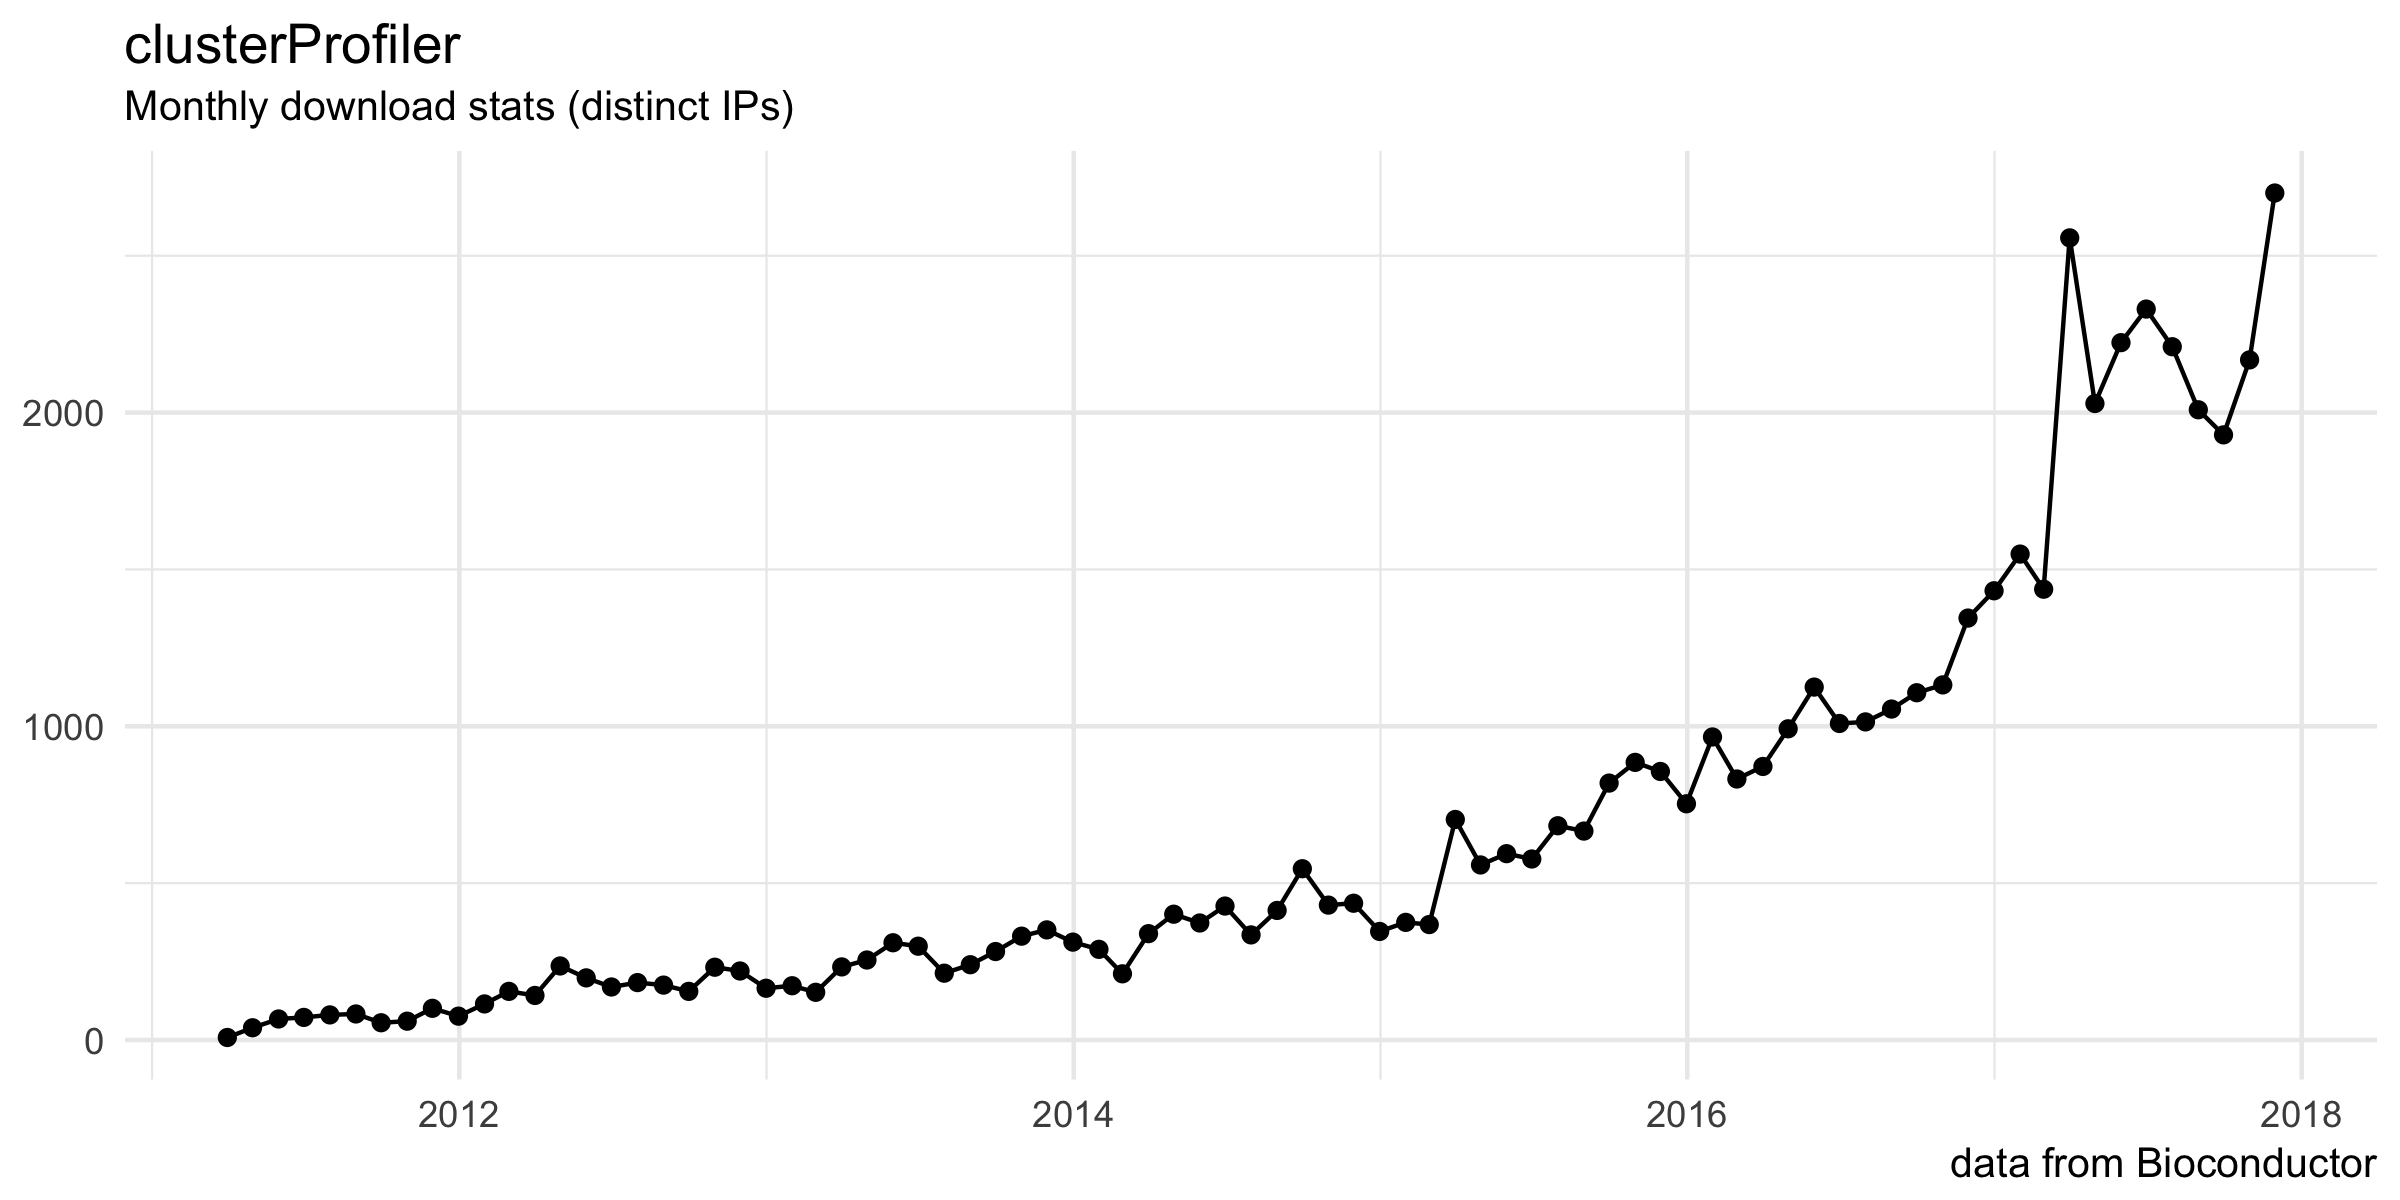 clusterProfiler
Monthly download stats (distinct IPs)
2000
1000
0
2012 2014 2016 2018
data from Bioconductor